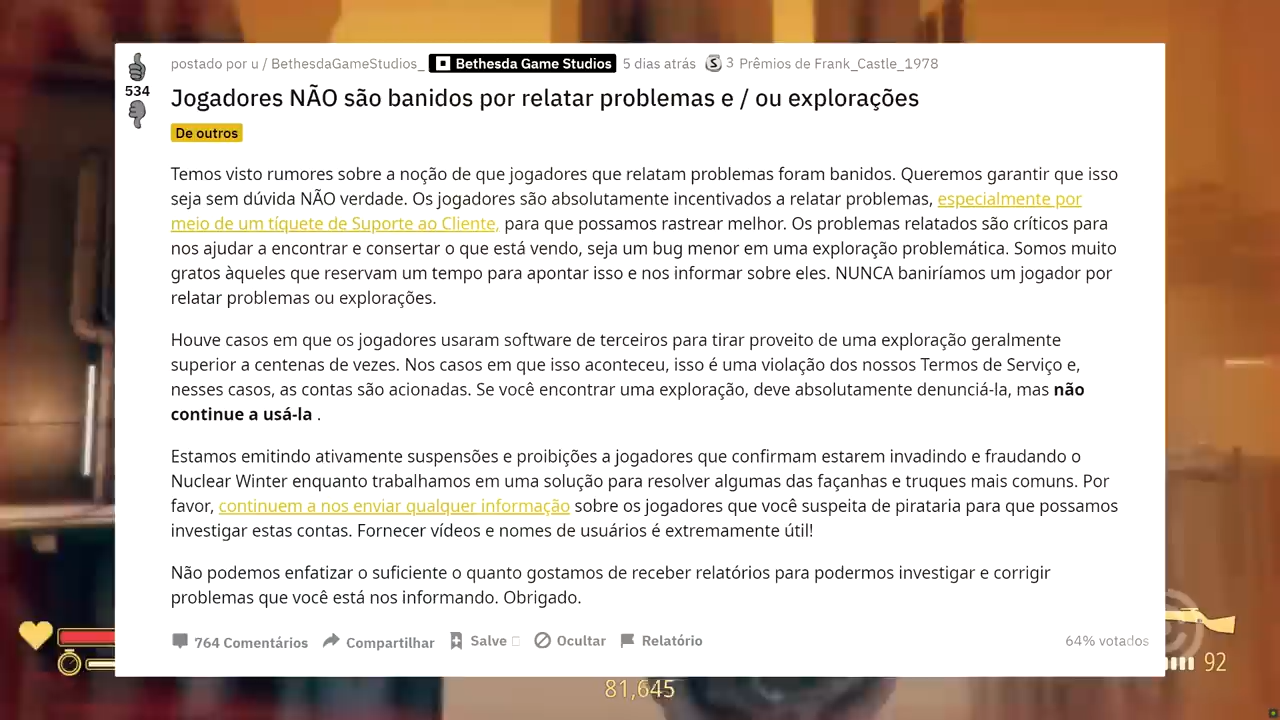 postado por u / BethesdaGameStudios_ Bethesda Game Studios 5 dias atrás S 3 Prêmios de Frank_Castle_1978
534
Jogadores NÃO são banidos por relatar problemas e / ou explorações
De outros
Temos visto rumores sobre a noção de que jogadores que relatam problemas foram banidos. Queremos garantir que isso
seja sem dúvida NÃO verdade. Os jogadores são absolutamente incentivados a relatar problemas, especialmente por
meio de um tíquete de Suporte ao Cliente, para que possamos rastrear melhor. Os problemas relatados são críticos para
nos ajudar a encontrar e consertar o que está vendo, seja um bug menor em uma exploração problemática. Somos muito
gratos àqueles que reservam um tempo para apontar isso e nos informar sobre eles. NUNCA baniríamos um jogador por
relatar problemas ou explorações.
Houve casos em que os jogadores usaram software de terceiros para tirar proveito de uma exploração geralmente
superior a centenas de vezes. Nos casos em que isso aconteceu, isso é uma violação dos nossos Termos de Serviço e,
nesses casos, as contas são acionadas. Se você encontrar uma exploração, deve absolutamente denunciá-la, mas não
continue a usá-la .
Estamos emitindo ativamente suspensões e proibições a jogadores que confirmam estarem invadindo e fraudando o
Nuclear Winter enquanto trabalhamos em uma solução para resolver algumas das façanhas e truques mais comuns. Por
favor, continuem a nos enviar qualquer informação sobre os jogadores que você suspeita de pirataria para que possamos
investigar estas contas. Fornecer vídeos e nomes de usuários é extremamente útil!
Não podemos enfatizar o suficiente o quanto gostamos de receber relatórios para podermos investigar e corrigir
problemas que você está nos informando. Obrigado.
764 Comentários Compartilhar Salve Ocultar Relatório 64% votados
92
81,645